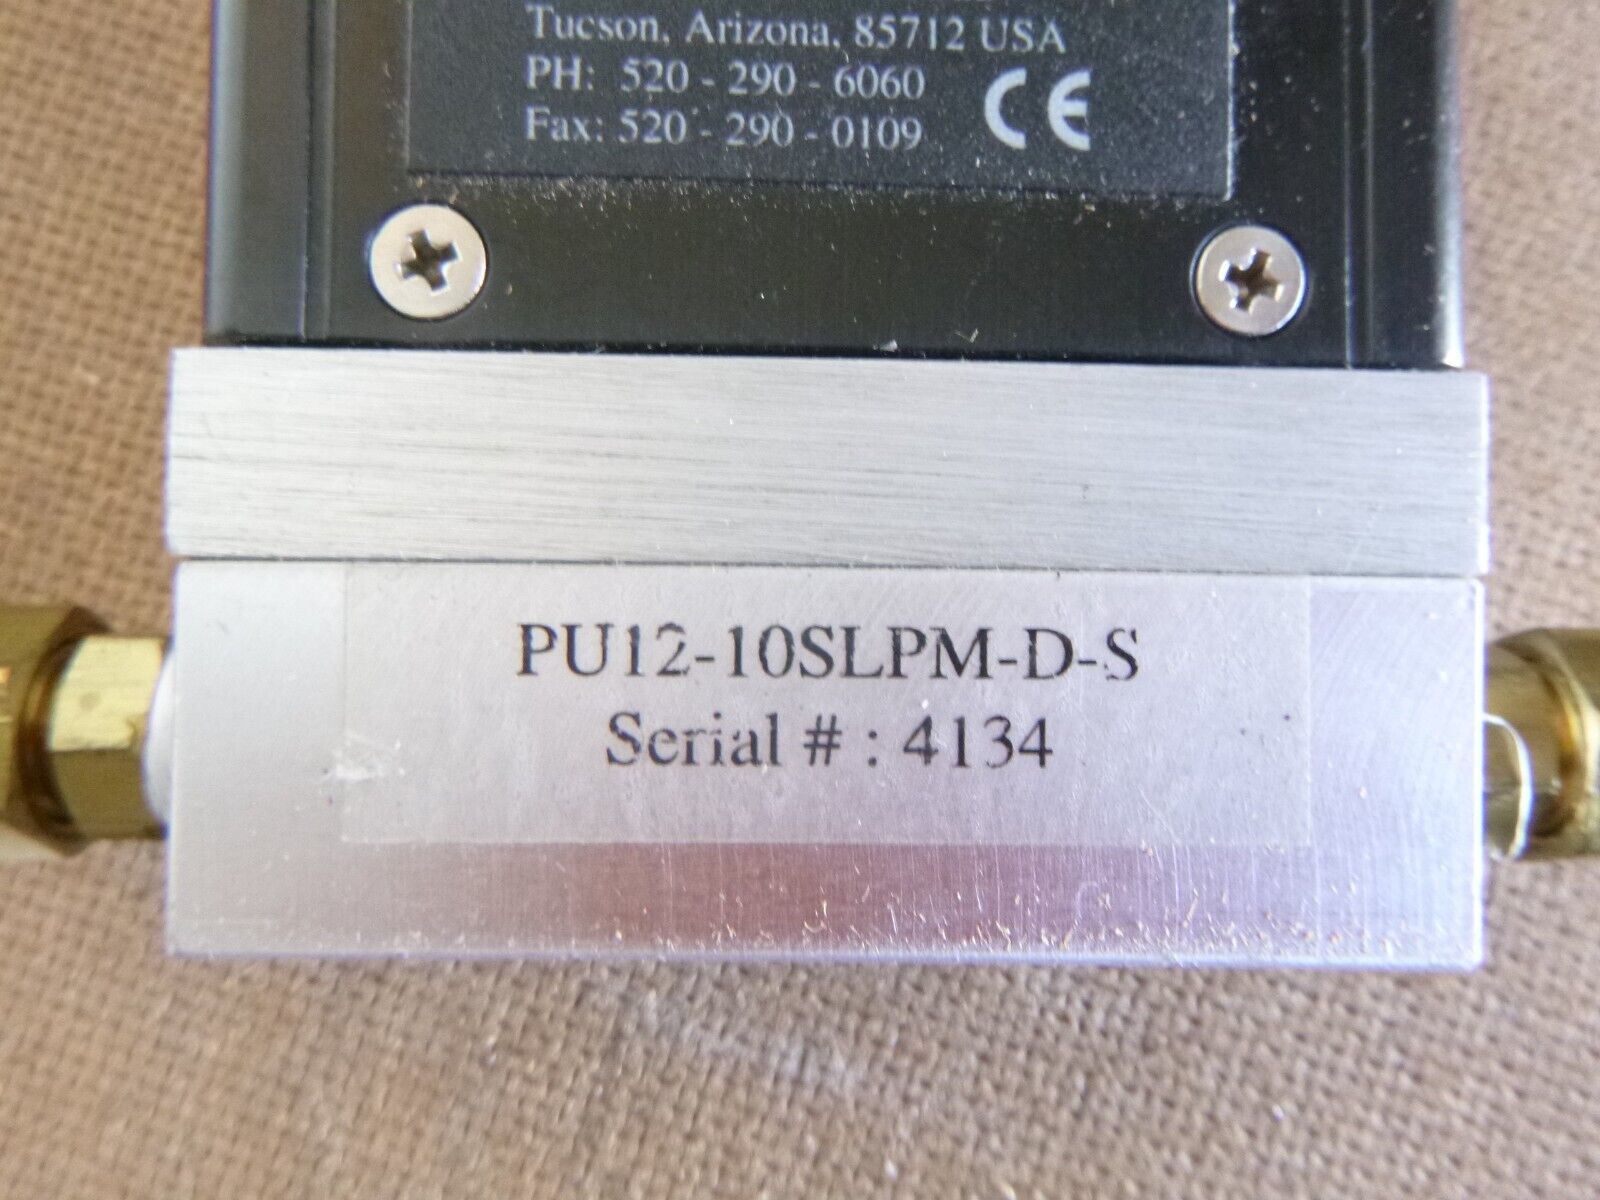 Tucson, Arizona, 85712 USA
PH: 520 - 290 - 6060
Fax: 520 - 290 - 0109
CE
PU12-10SLPM-D-S
Serial # : 4134